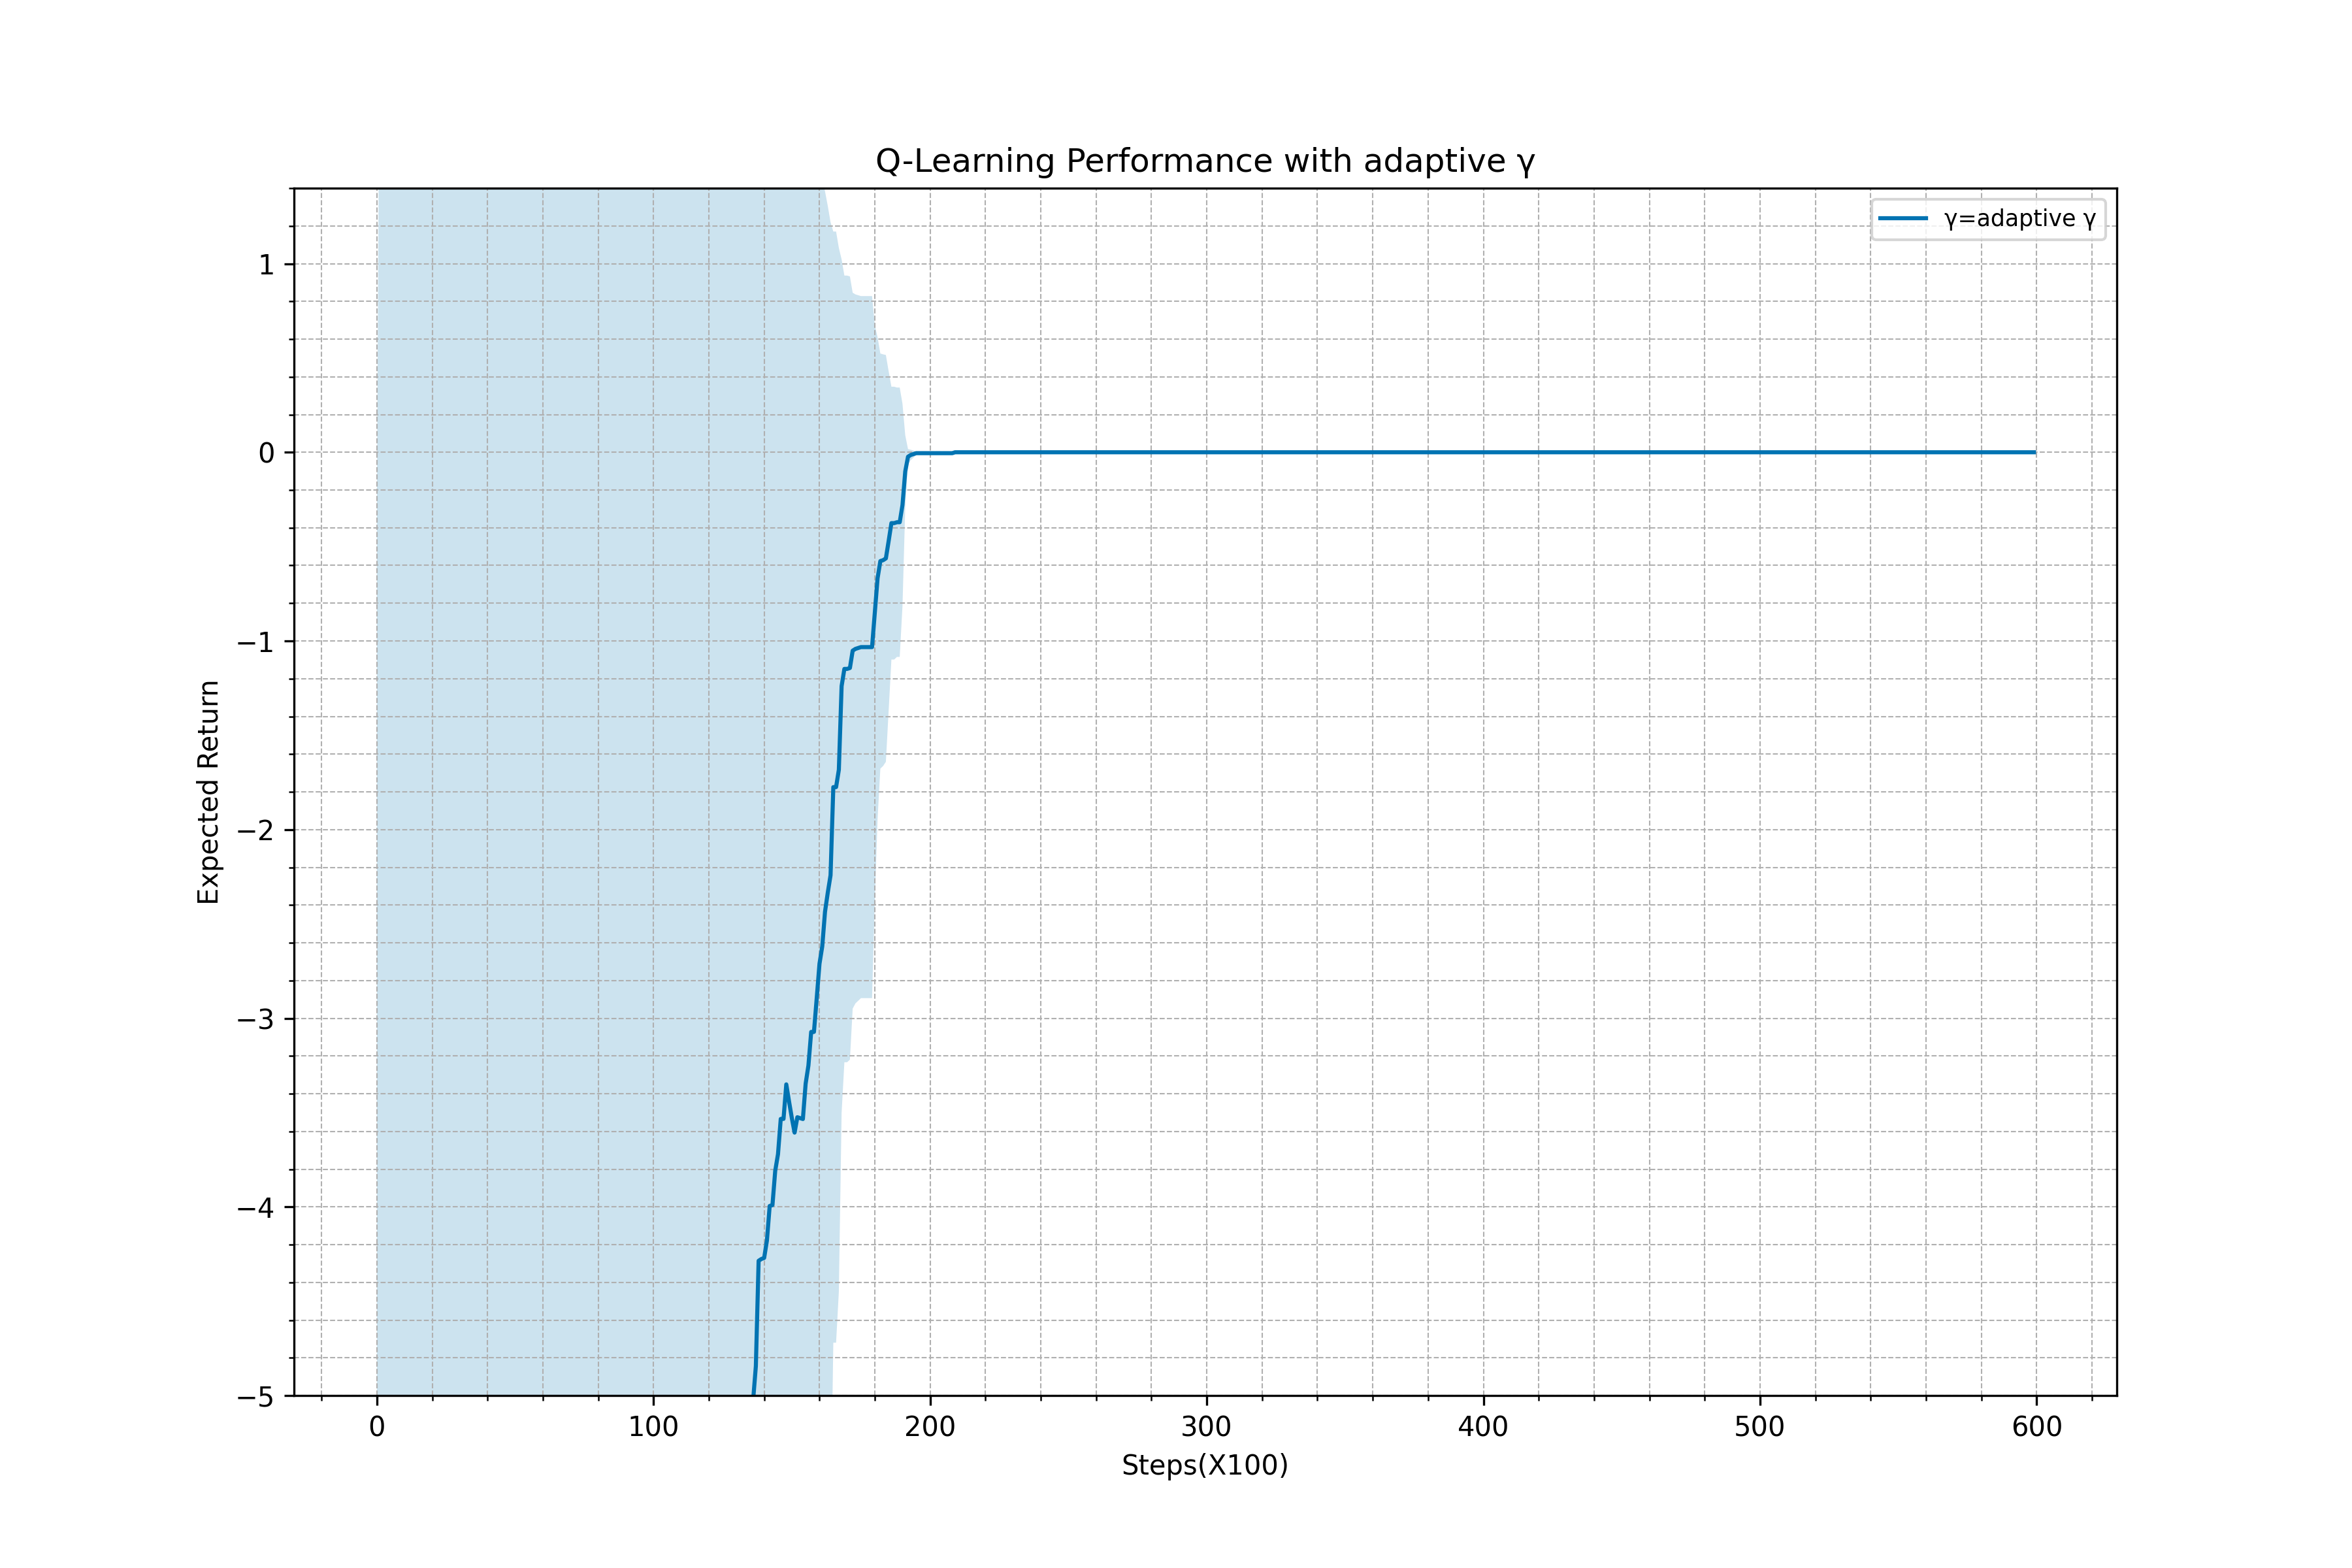 Q-Learning Performance with adaptive γ
γ=adaptive γ
1
0
−1
−2
−3
−4
−5
Expected Return
0 100 200 300 400 500 600
Steps(X100)